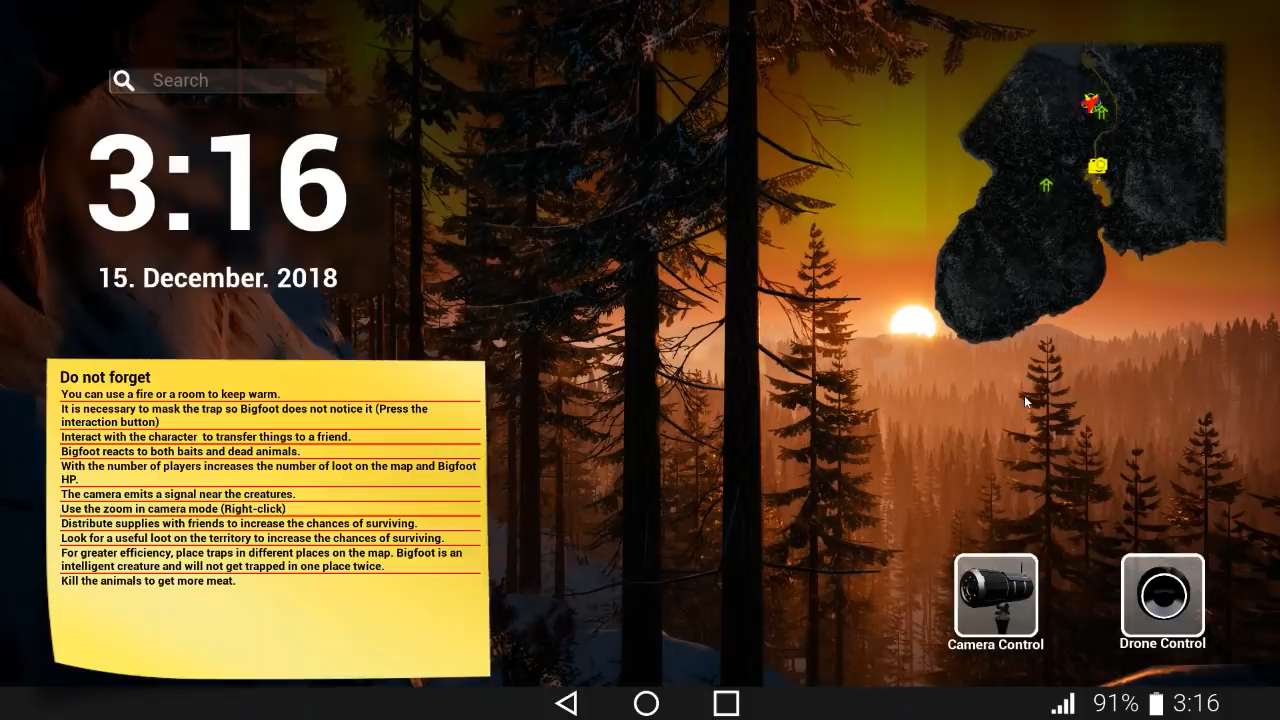 Search
3:16
15. December. 2018
Do not forget
You can use a fire or a room to keep warm.
It is necessary to mask the trap so Bigfoot does not notice it (Press the
interaction button)
Interact with the character  to transfer things to a friend.
Bigfoot reacts to both baits and dead animals.
With the number of players increases the number of loot on the map and Bigfoot
HP.
The camera emits a signal near the creatures.
Use the zoom in camera mode (Right-click)
Distribute supplies with friends to increase the chances of surviving.
Look for a useful loot on the territory to increase the chances of surviving.
For greater efficiency, place traps in different places on the map. Bigfoot is an
intelligent creature and will not get trapped in one place twice.
Kill the animals to get more meat.
Camera Control
Drone Control
91% 3:16